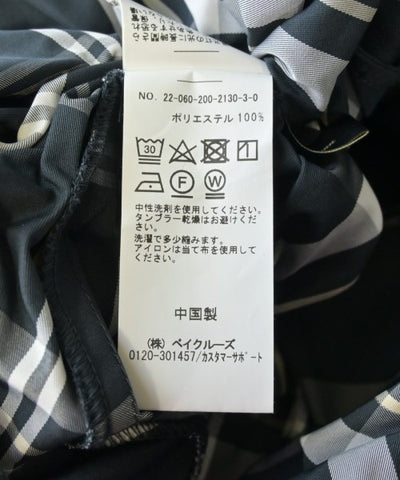 NO. 22-060-200-2130-3-0
ポリエステル 100%
30
F
W
中性洗剤を使用してください。
タンブラー乾燥はお避けくだ
さい。
洗濯で多少縮みます。
アイロンは当て布を使用して
ください。
中国製
(株) ベイクルーズ
0120-301457/カスタマーサポート